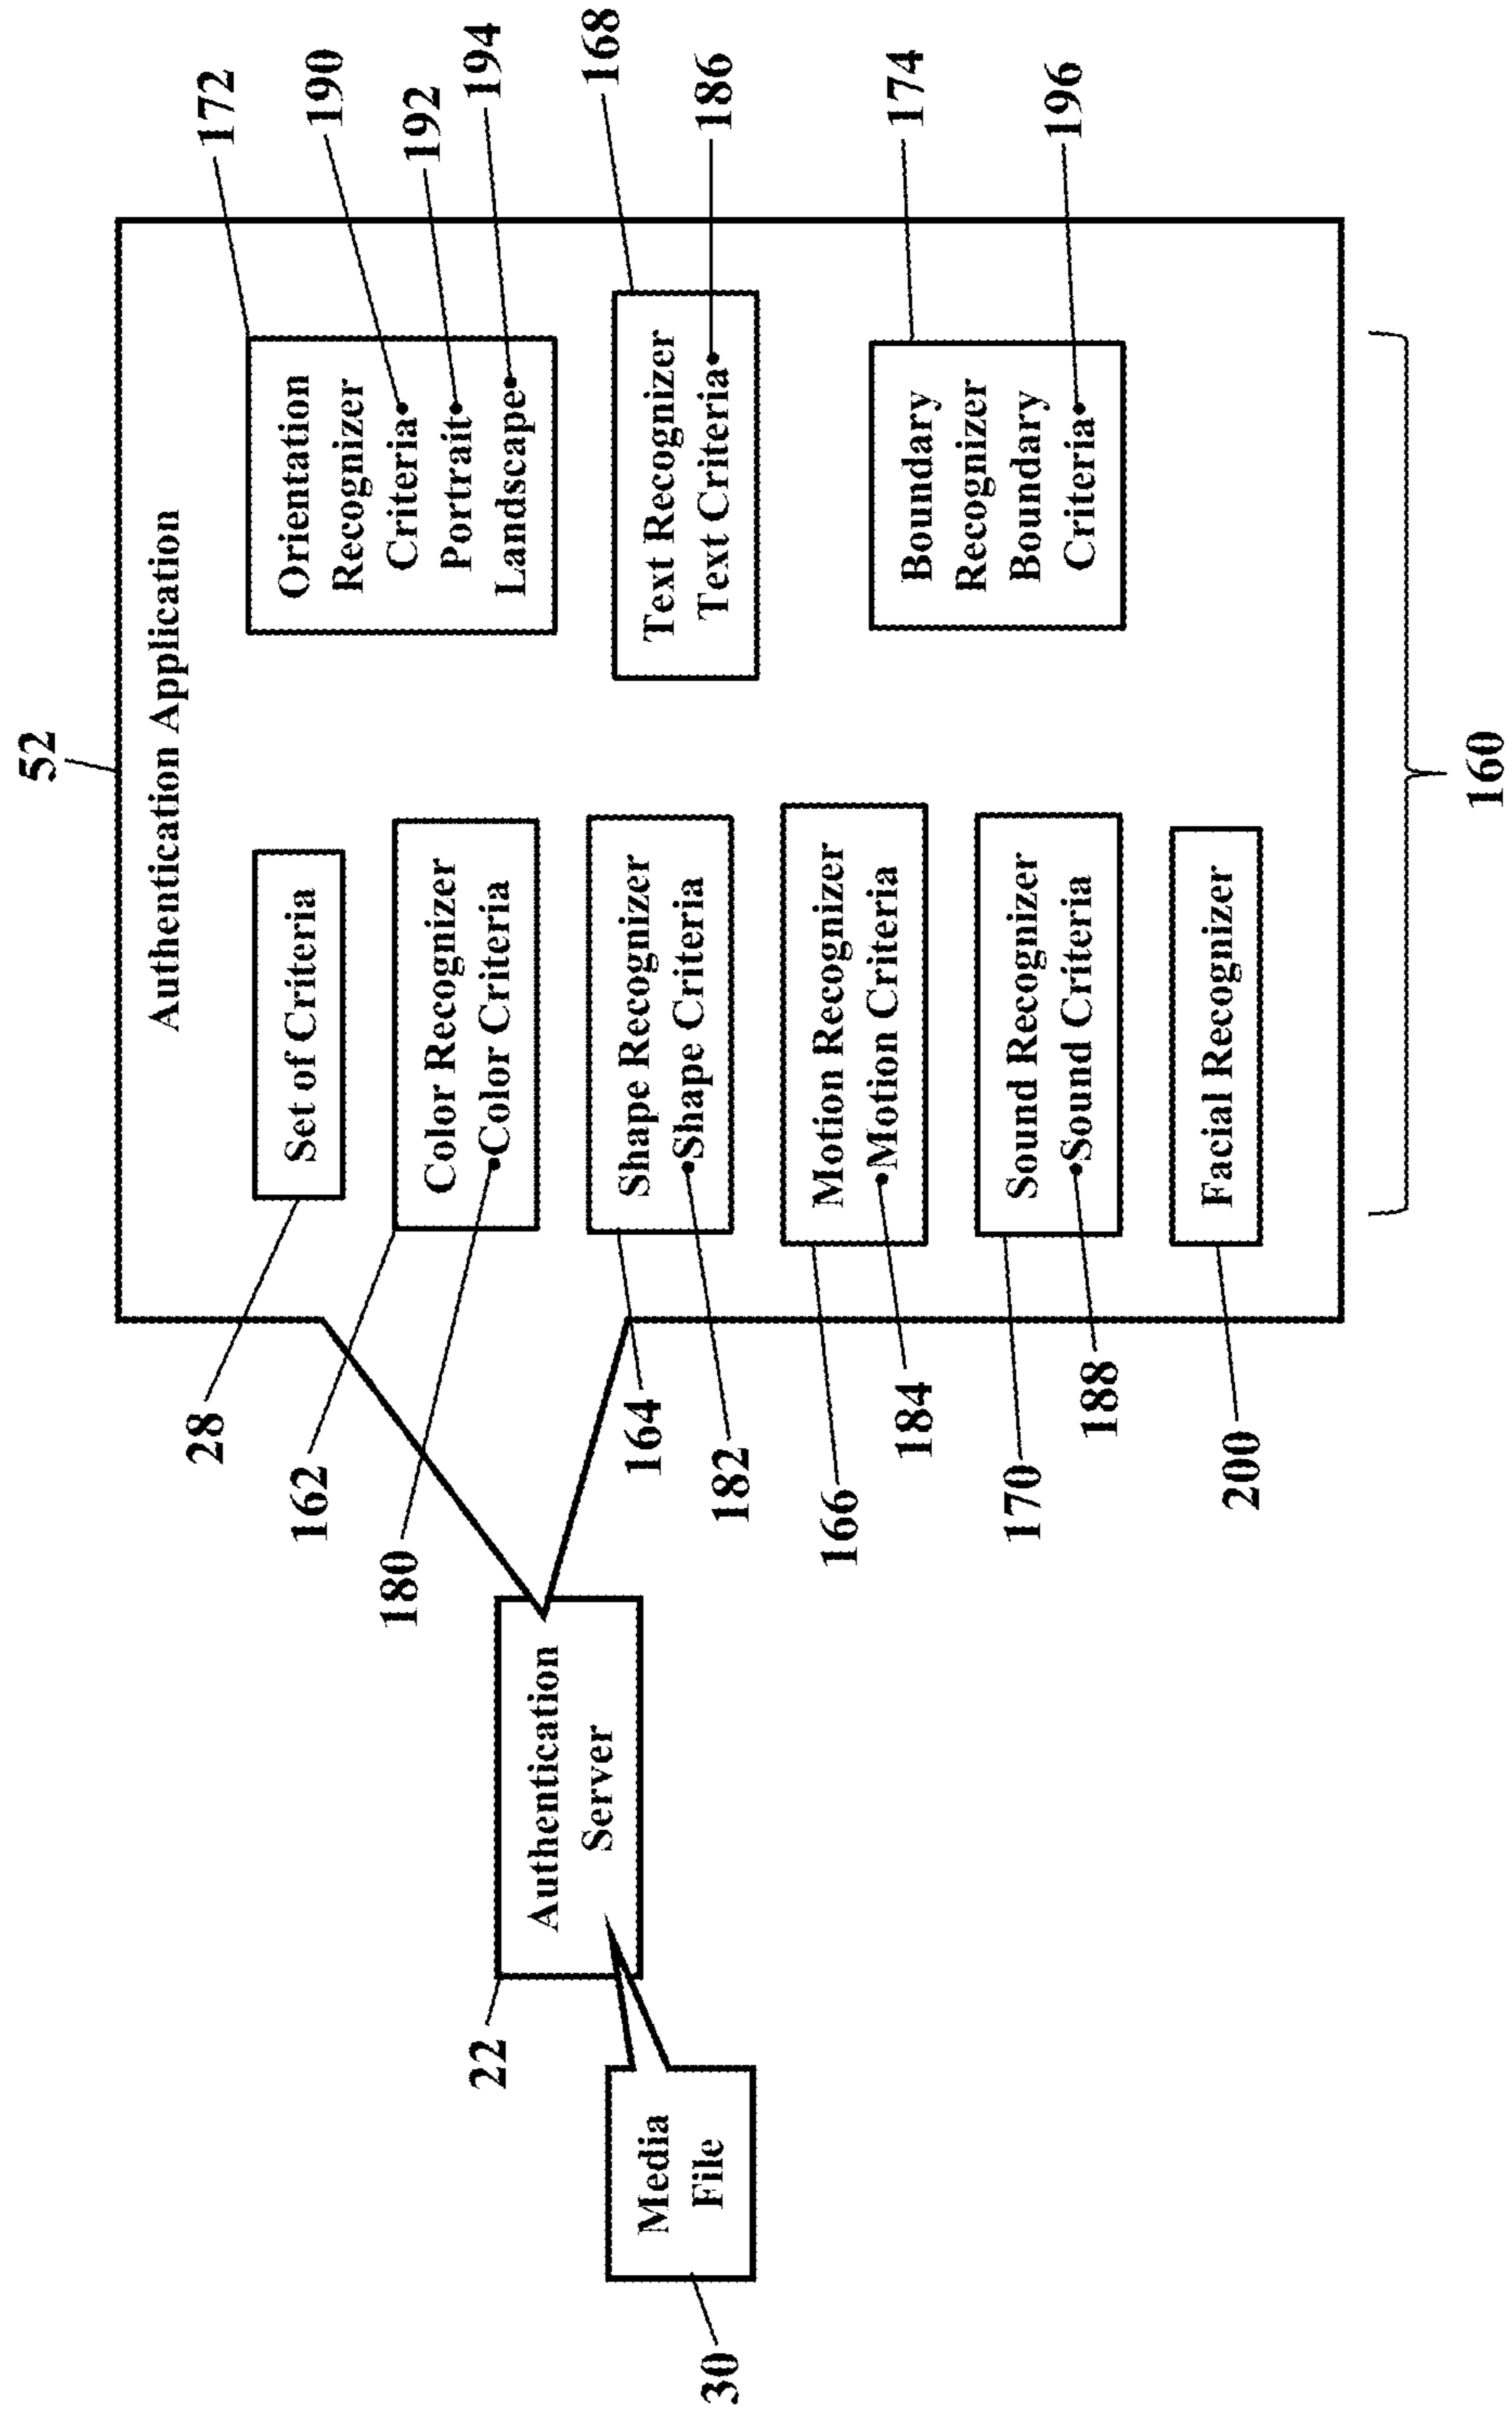 52
Authentication Application
28
Set of Criteria
162
Color Recognizer
Color Criteria
180
164
Shape Recognizer
Shape Criteria
182
166
Motion Recognizer
Motion Criteria
184
170
Sound Recognizer
Sound Criteria
188
200
Facial Recognizer
172
Orientation
Recognizer
Criteria
Portrait
Landscape
190
192
194
168
Text Recognizer
Text Criteria
186
174
Boundary
Recognizer
Boundary
Criteria
196
22
Authentication
Server
30
Media
File
160